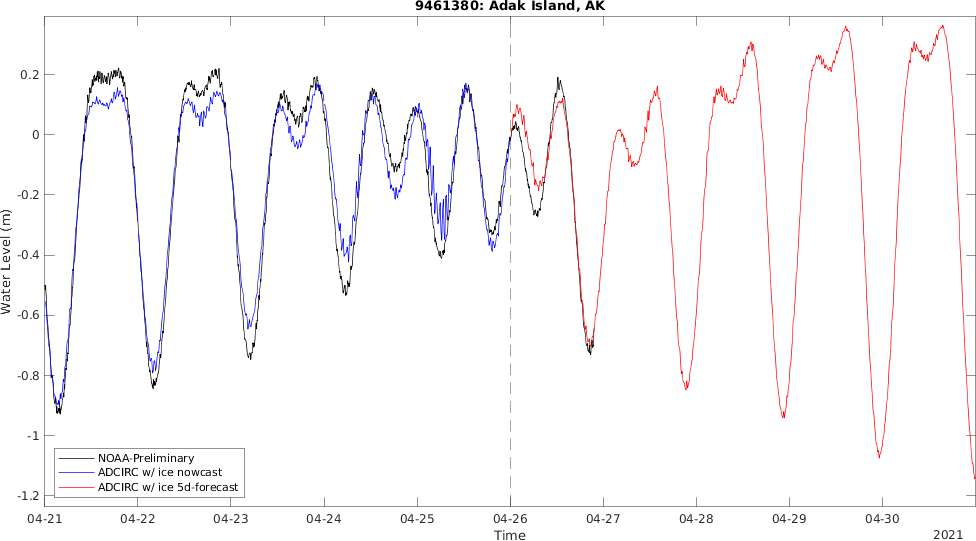 9461380: Adak Island, AK
Water Level (m)
0.2
0
-0.2
-0.4
-0.6
-0.8
-1
-1.2
NOAA-Preliminary
ADCIRC w/ ice nowcast
ADCIRC w/ ice 5d-forecast
04-21 04-22 04-23 04-24 04-25 04-26 04-27 04-28 04-29 04-30
Time
2021